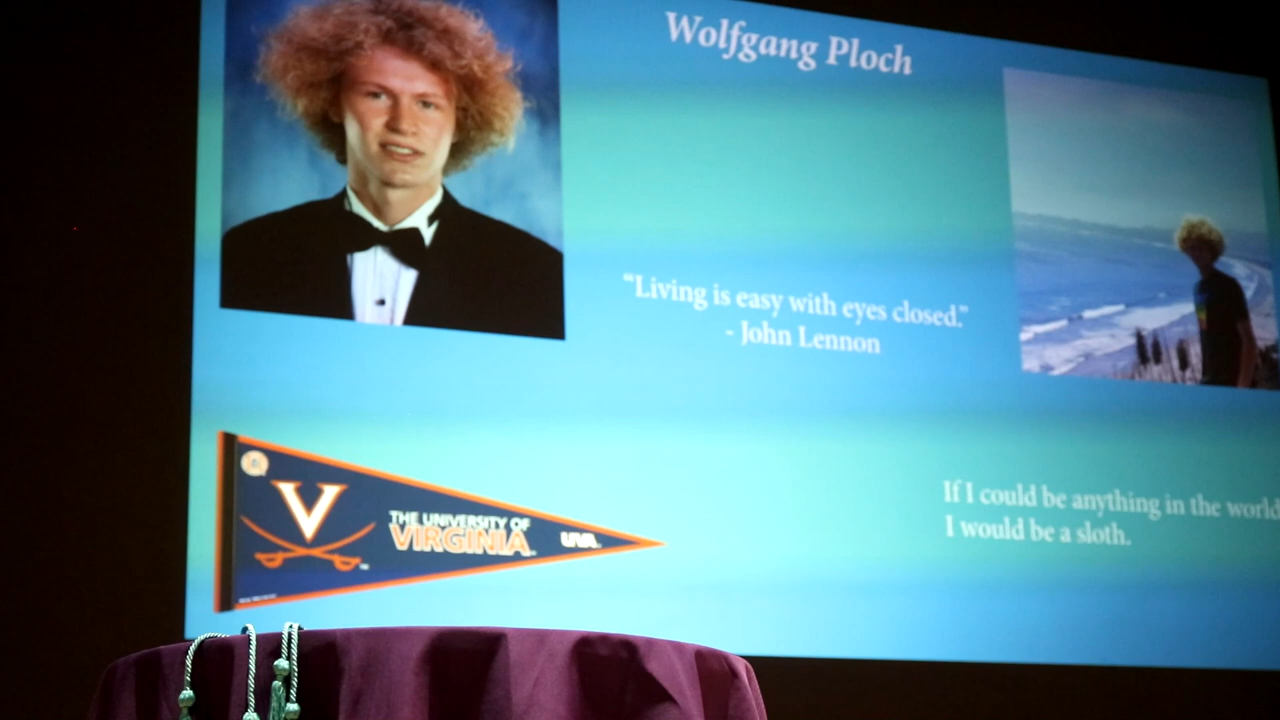 Wolfgang Ploch
“Living is easy with eyes closed.”
- John Lennon
V
THE UNIVERSITY OF
VIRGINIA
UVA
TM
If I could be anything in the world
I would be a sloth.